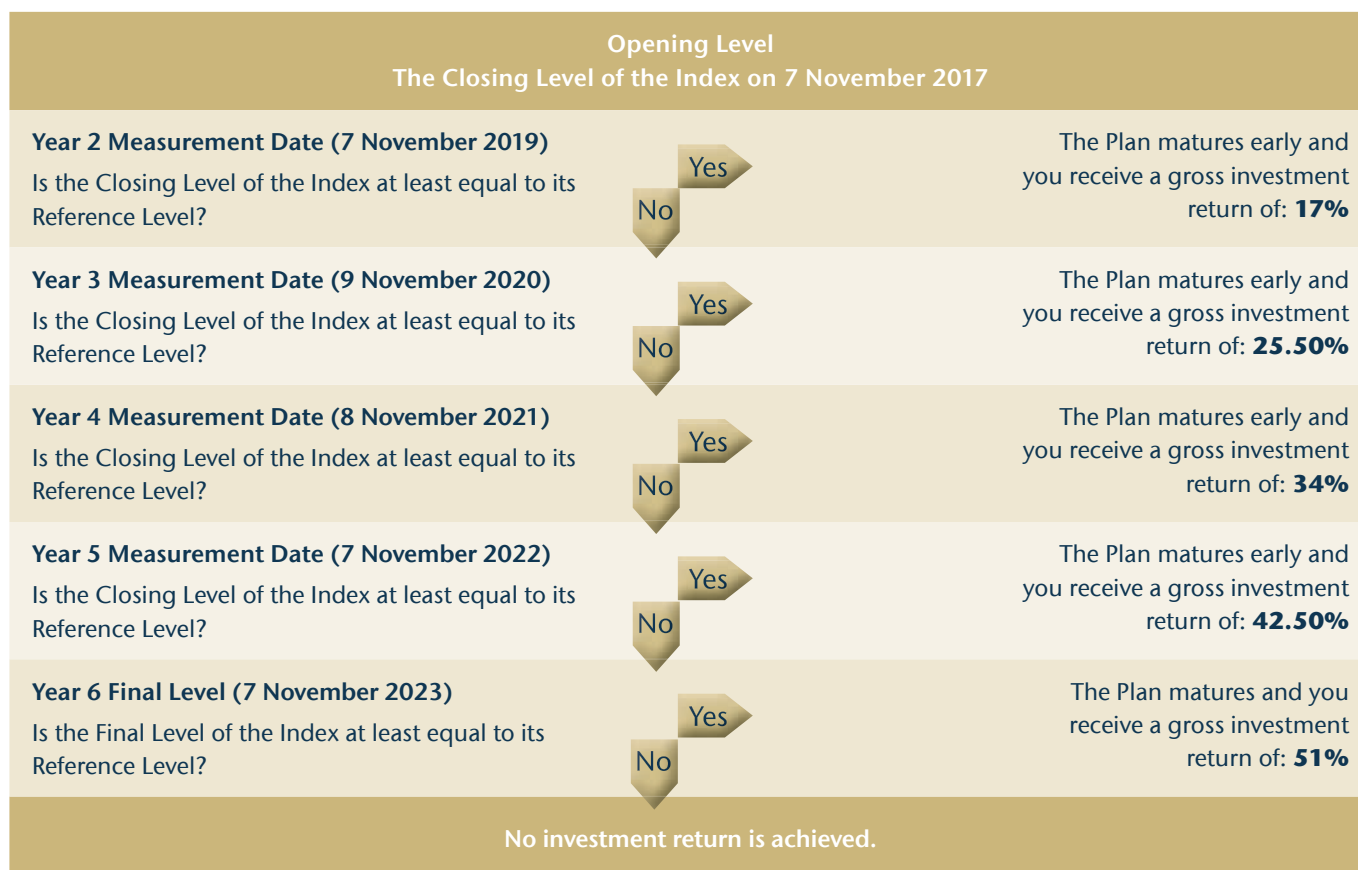 Opening Level
The Closing Level of the Index on 7 November 2017
Year 2 Measurement Date (7 November 2019)
Is the Closing Level of the Index at least equal to its
Reference Level?
Yes
No
The Plan matures early and
you receive a gross investment
return of: 17%
Year 3 Measurement Date (9 November 2020)
Is the Closing Level of the Index at least equal to its
Reference Level?
Yes
No
The Plan matures early and
you receive a gross investment
return of: 25.50%
Year 4 Measurement Date (8 November 2021)
Is the Closing Level of the Index at least equal to its
Reference Level?
Yes
No
The Plan matures early and
you receive a gross investment
return of: 34%
Year 5 Measurement Date (7 November 2022)
Is the Closing Level of the Index at least equal to its
Reference Level?
Yes
No
The Plan matures early and
you receive a gross investment
return of: 42.50%
Year 6 Final Level (7 November 2023)
Is the Final Level of the Index at least equal to its
Reference Level?
Yes
No
The Plan matures and you
receive a gross investment
return of: 51%
No investment return is achieved.